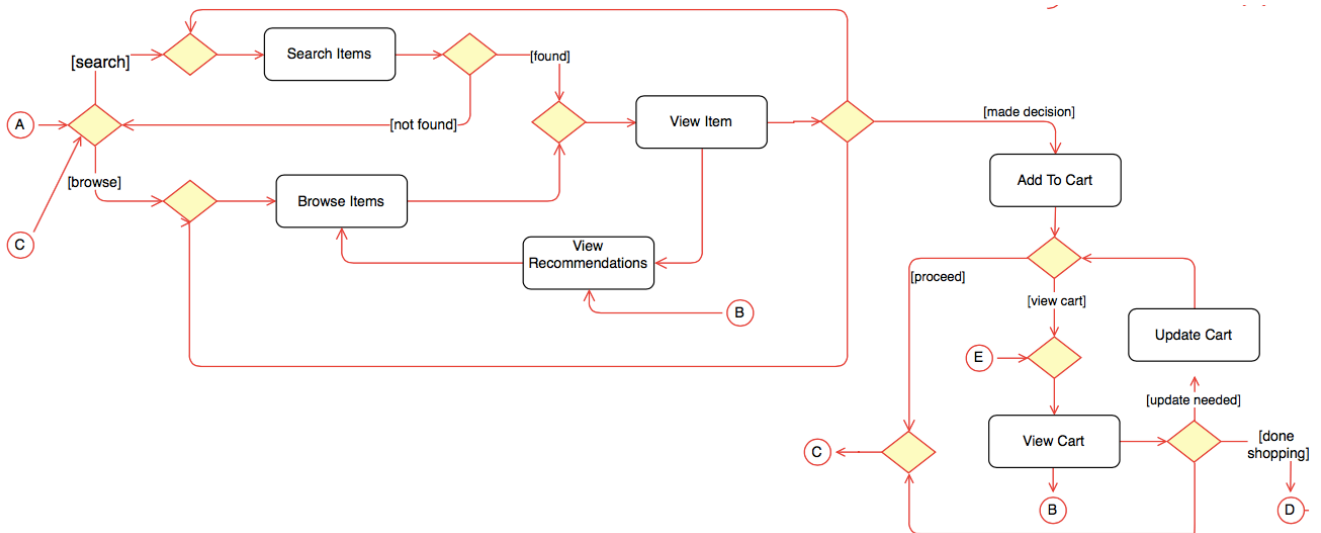 Search Items
[found]
[search]
[made decision]
A
View Item
[not found]
Add To Cart
[browse]
Browse Items
C
View
Recommendations
[proceed]
[view cart]
B
Update Cart
E
[update needed]
View Cart
[done
shopping]
C
B
D